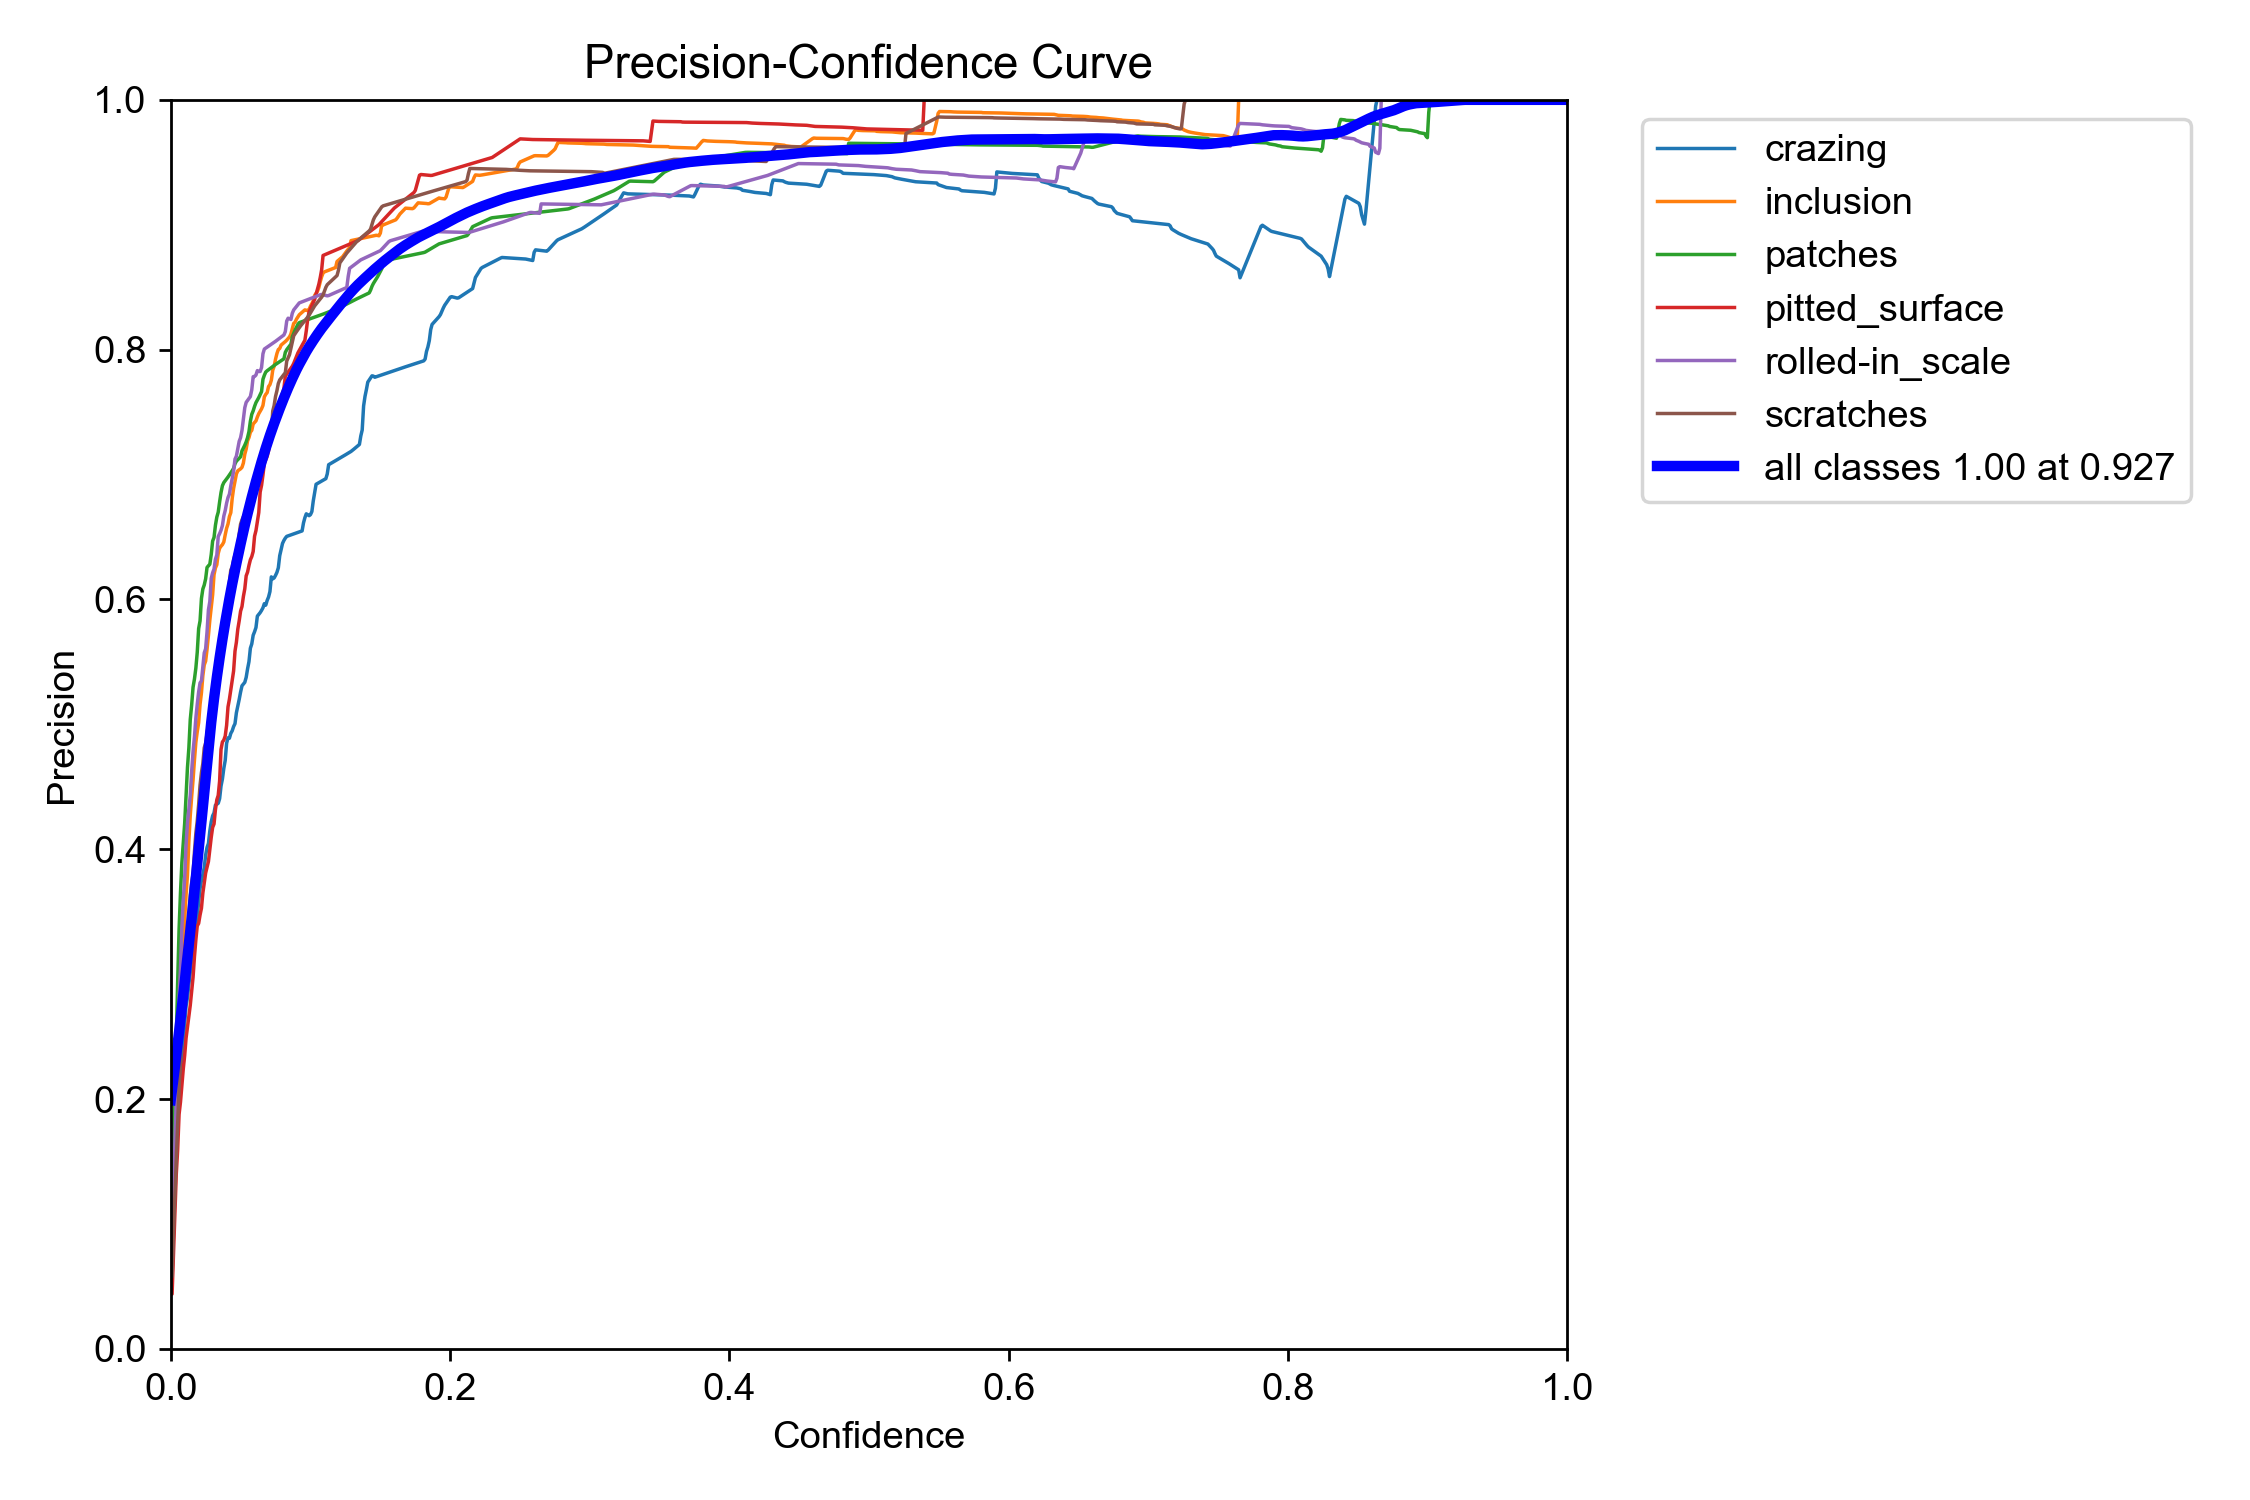 Precision-Confidence Curve
1.0
0.8
0.6
0.4
0.2
0.0
Precision
0.0 0.2 0.4 0.6 0.8 1.0
Confidence
crazing
inclusion
patches
pitted_surface
rolled-in_scale
scratches
all classes 1.00 at 0.927